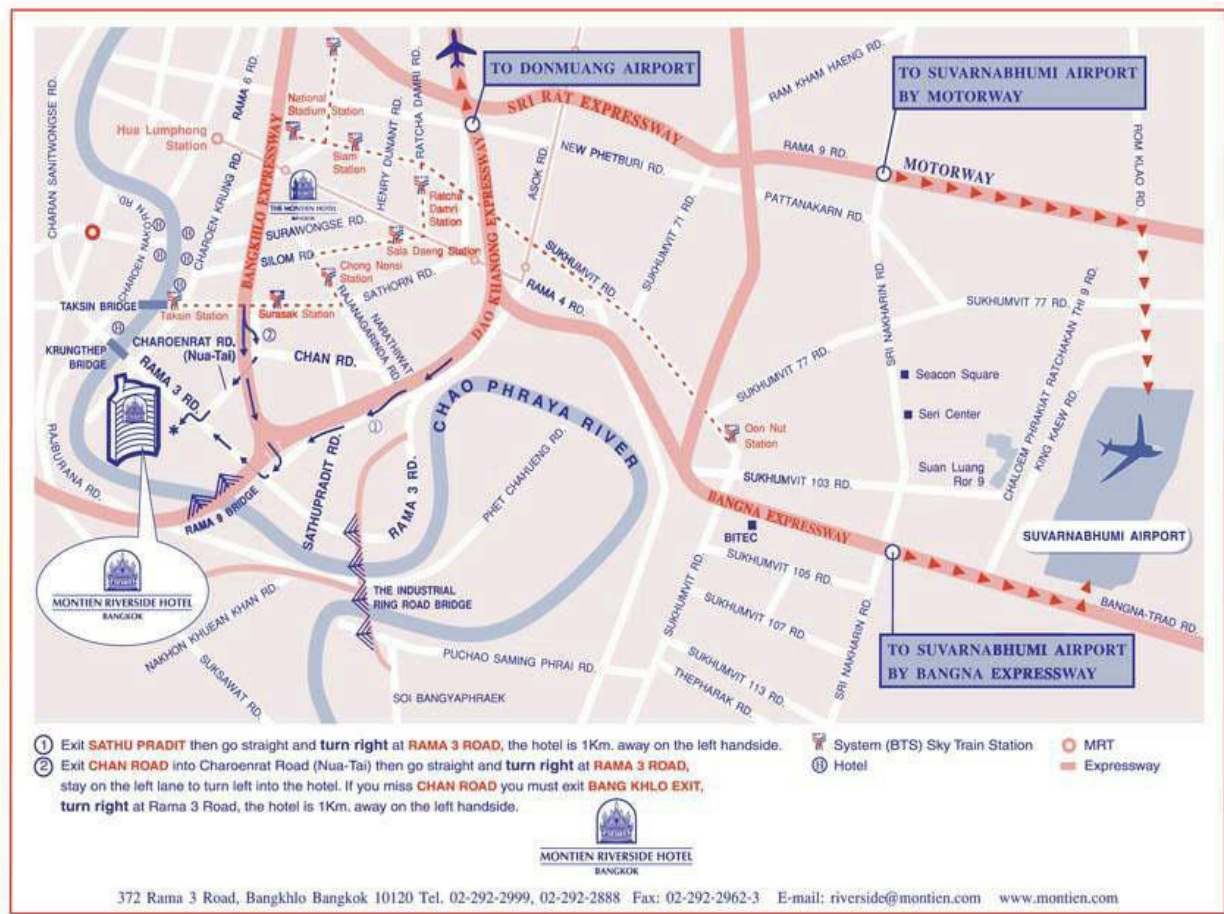 TO DONMUANG AIRPORT
TO SUVARNABHUMI AIRPORT
BY MOTORWAY
CHARAN SANITWONGSE RD.
RAMA 6 RD.
BANGKHLO EXPRESSWAY
National
Stadium Station
Hua Lumphong
Station
Siam
Station
HENRY DUNANT RD.
RATCHA DAMRI RD.
SRI RAT EXPRESSWAY
RAM KHAM HAENG RD.
NEW PHETBURI RD.
RAMA 9 RD.
MOTORWAY
ROM KLAO RD.
ASOK RD.
PATTANAKARN RD.
CHAROEN KRUNG RD.
CHAROEN NAKORN RD.
THE MONTIEN HOTEL
BANGKOK
SURAWONGSE RD.
Ratcha
Damri
Station
SILOM RD.
Sala Daeng Station
Chong Nonsi
Station
SATHORN RD.
DAO KHANONG EXPRESSWAY
SUKHUMVIT RD.
SUKHUMVIT 71 RD.
RAMA 4 RD.
SRI NAKHARIN RD.
SUKHUMVIT 77 RD.
CHALOEM PHRAKIAT RATCHAKAN THI 9 RD.
KING KAEW RD.
TAKSIN BRIDGE
Taksin Station
Surasak Station
NARATHIWAT
RAJANAGARINDA RD.
KRUNGTHEP
BRIDGE
CHAROENRAT RD.
(Nua-Tai)
2
CHAN RD.
RAMA 3 RD.
SUKHUMVIT 77 RD.
Seacon Square
Seri Center
CHAO PHRAYA RIVER
1
Oon Nut
Station
Suan Luang
Ror 9
RAJBURANA RD.
RAMA 9 BRIDGE
SATHUPRADIT RD.
RAMA 3 RD.
PHET CHAHUENG RD.
SUKHUMVIT 103 RD.
BANGNA EXPRESSWAY
BITEC
SUVARNABHUMI AIRPORT
MONTIEN RIVERSIDE HOTEL
BANGKOK
THE INDUSTRIAL
RING ROAD BRIDGE
SUKHUMVIT RD.
SUKHUMVIT 105 RD.
SUKHUMVIT 107 RD.
SUKHUMVIT 113 RD.
THEPHARAK RD.
SRI NAKHARIN RD.
BANGNA-TRAD RD.
NAKHON KHUEAN KHAN RD.
SUKSAWAT RD.
PUCHAO SAMING PHRAI RD.
SOI BANGYAPHRAEK
TO SUVARNABHUMI AIRPORT
BY BANGNA EXPRESSWAY
1 Exit SATHU PRADIT then go straight and turn right at RAMA 3 ROAD, the hotel is 1Km. away on the left handside.
2 Exit CHAN ROAD into Charoenrat Road (Nua-Tai) then go straight and turn right at RAMA 3 ROAD,
stay on the left lane to turn left into the hotel. If you miss CHAN ROAD you must exit BANG KHLO EXIT,
turn right at Rama 3 Road, the hotel is 1Km. away on the left handside.
System (BTS) Sky Train Station
MRT
H Hotel
Expressway
MONTIEN RIVERSIDE HOTEL
BANGKOK
372 Rama 3 Road, Bangkhlo Bangkok 10120 Tel. 02-292-2999, 02-292-2888 Fax: 02-292-2962-3 E-mail: riverside@montien.com www.montien.com